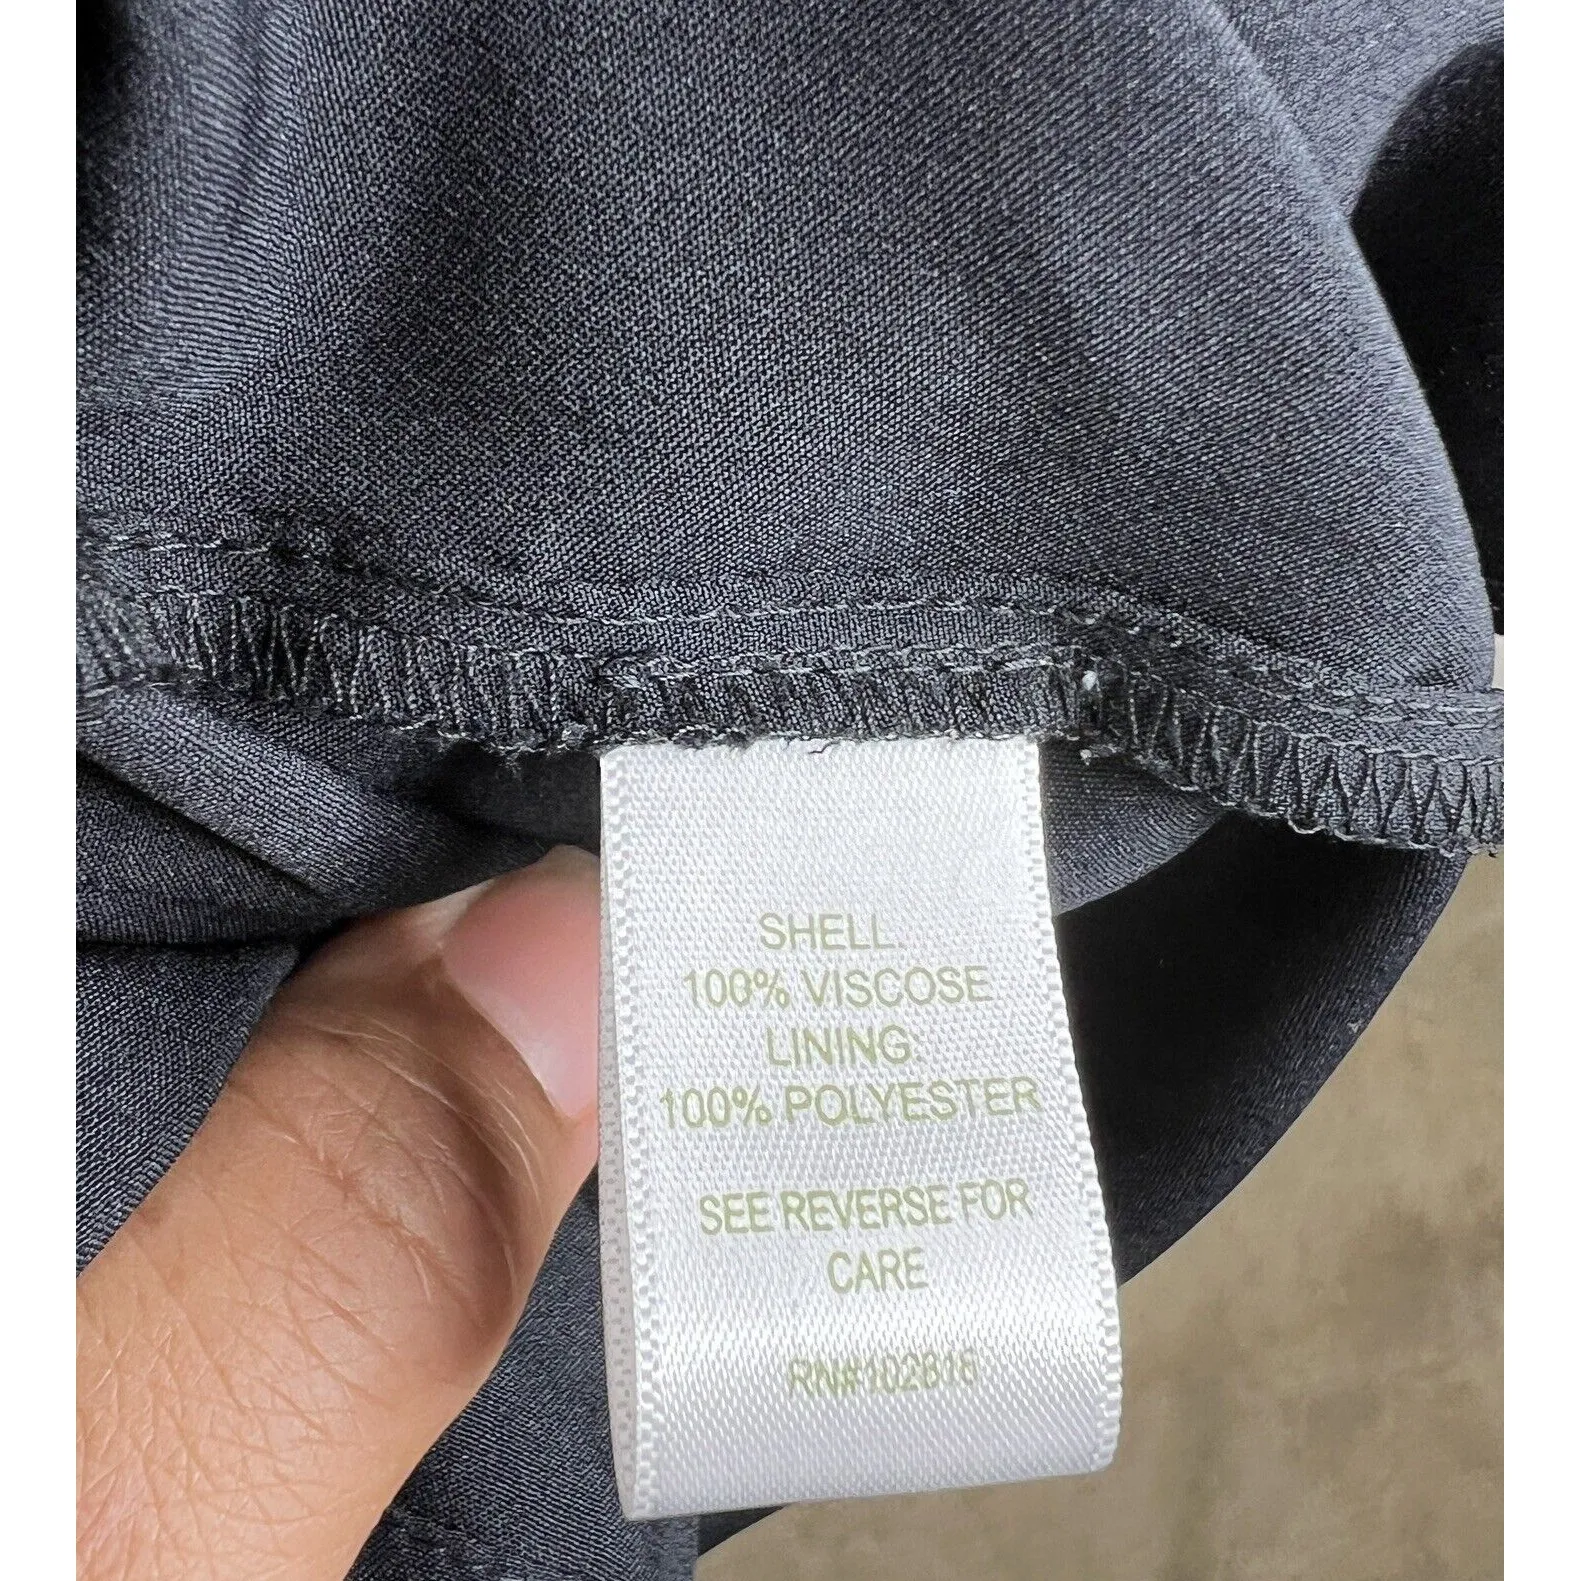 SHELL:
100% VISCOSE
LINING:
100% POLYESTER
SEE REVERSE FOR
CARE
RN#102816